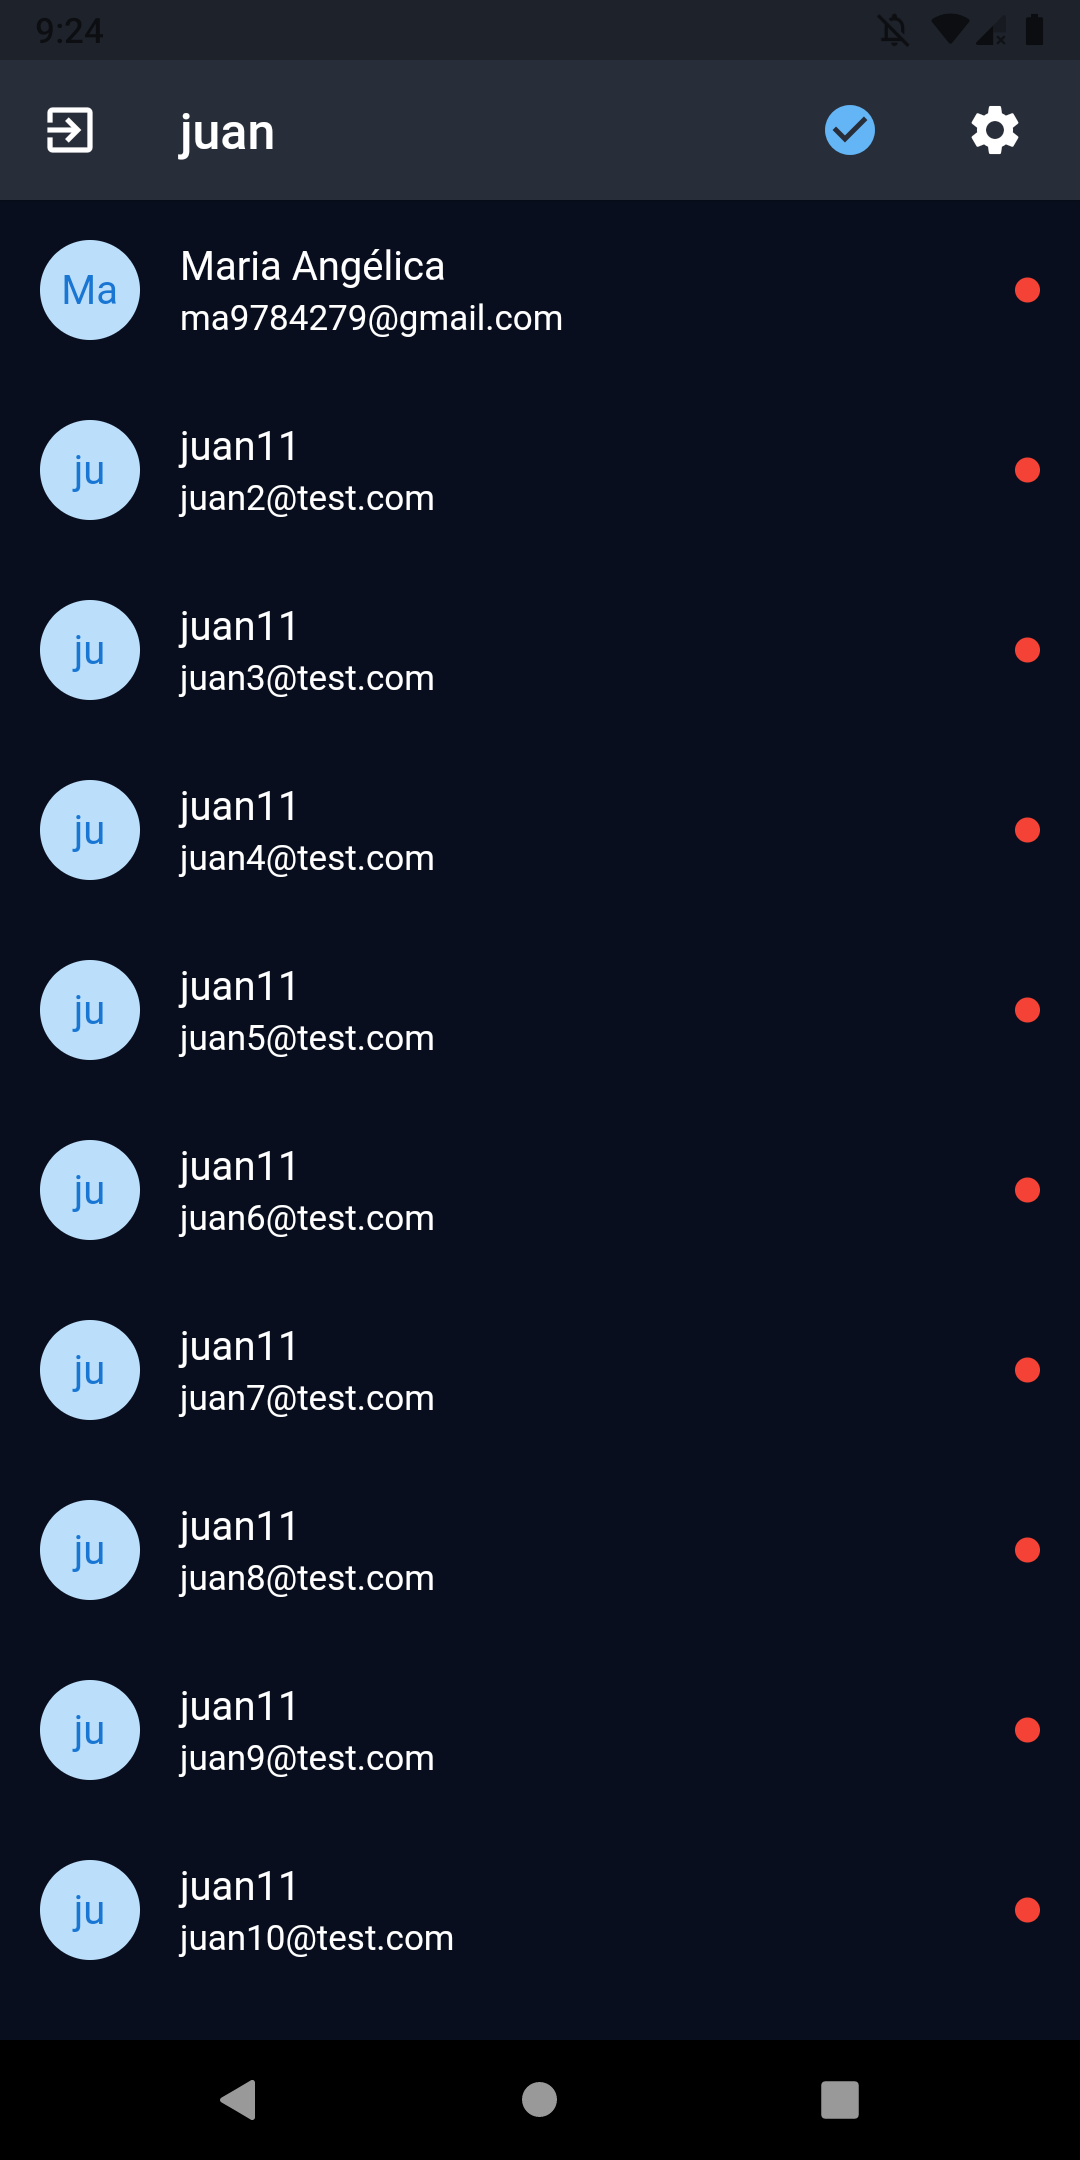 9:24
juan
Ma
Maria Angélica
ma9784279@gmail.com
ju
juan11
juan2@test.com
ju
juan11
juan3@test.com
ju
juan11
juan4@test.com
ju
juan11
juan5@test.com
ju
juan11
juan6@test.com
ju
juan11
juan7@test.com
ju
juan11
juan8@test.com
ju
juan11
juan9@test.com
ju
juan11
juan10@test.com